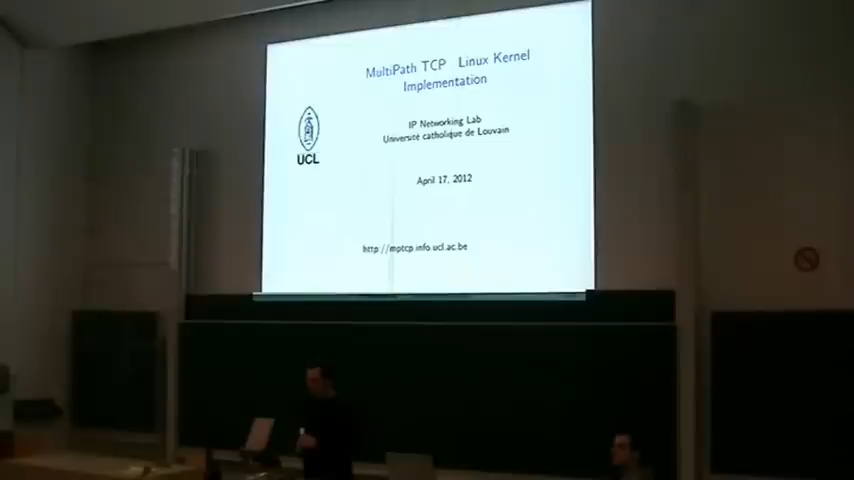 MultiPath TCP Linux Kernel
Implementation
IP Networking Lab
Université catholique de Louvain
UCL
April 17, 2012
http://mptcp.info.ucl.ac.be